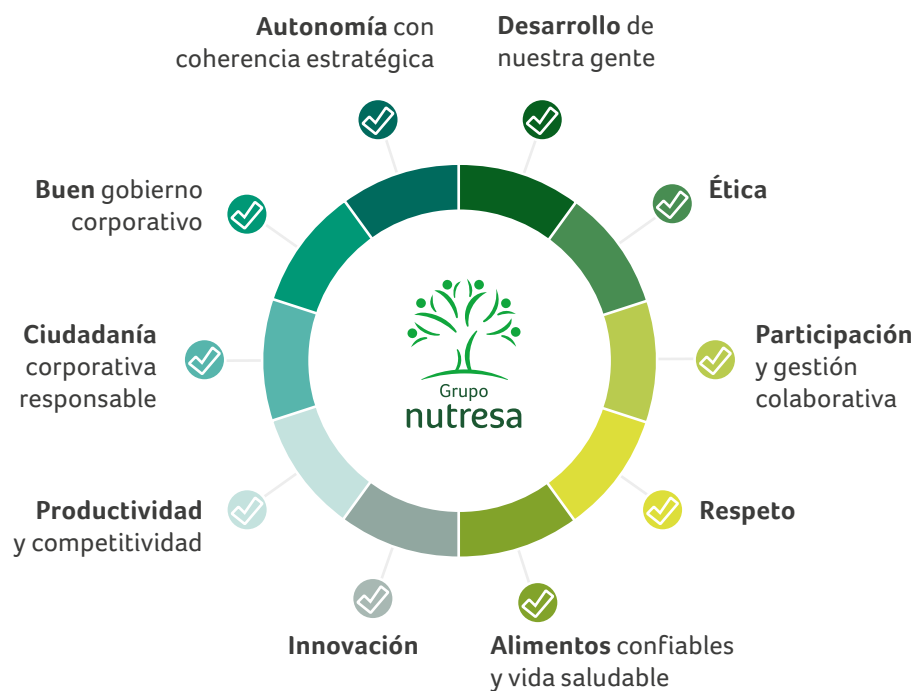 Autonomía con
coherencia estratégica
Desarrollo de
nuestra gente
Buen gobierno
corporativo
Ética
Ciudadanía
corporativa
responsable
Grupo
nutresa
Participación
y gestión
colaborativa
Productividad
y competitividad
Respeto
Innovación
Alimentos confiables
y vida saludable